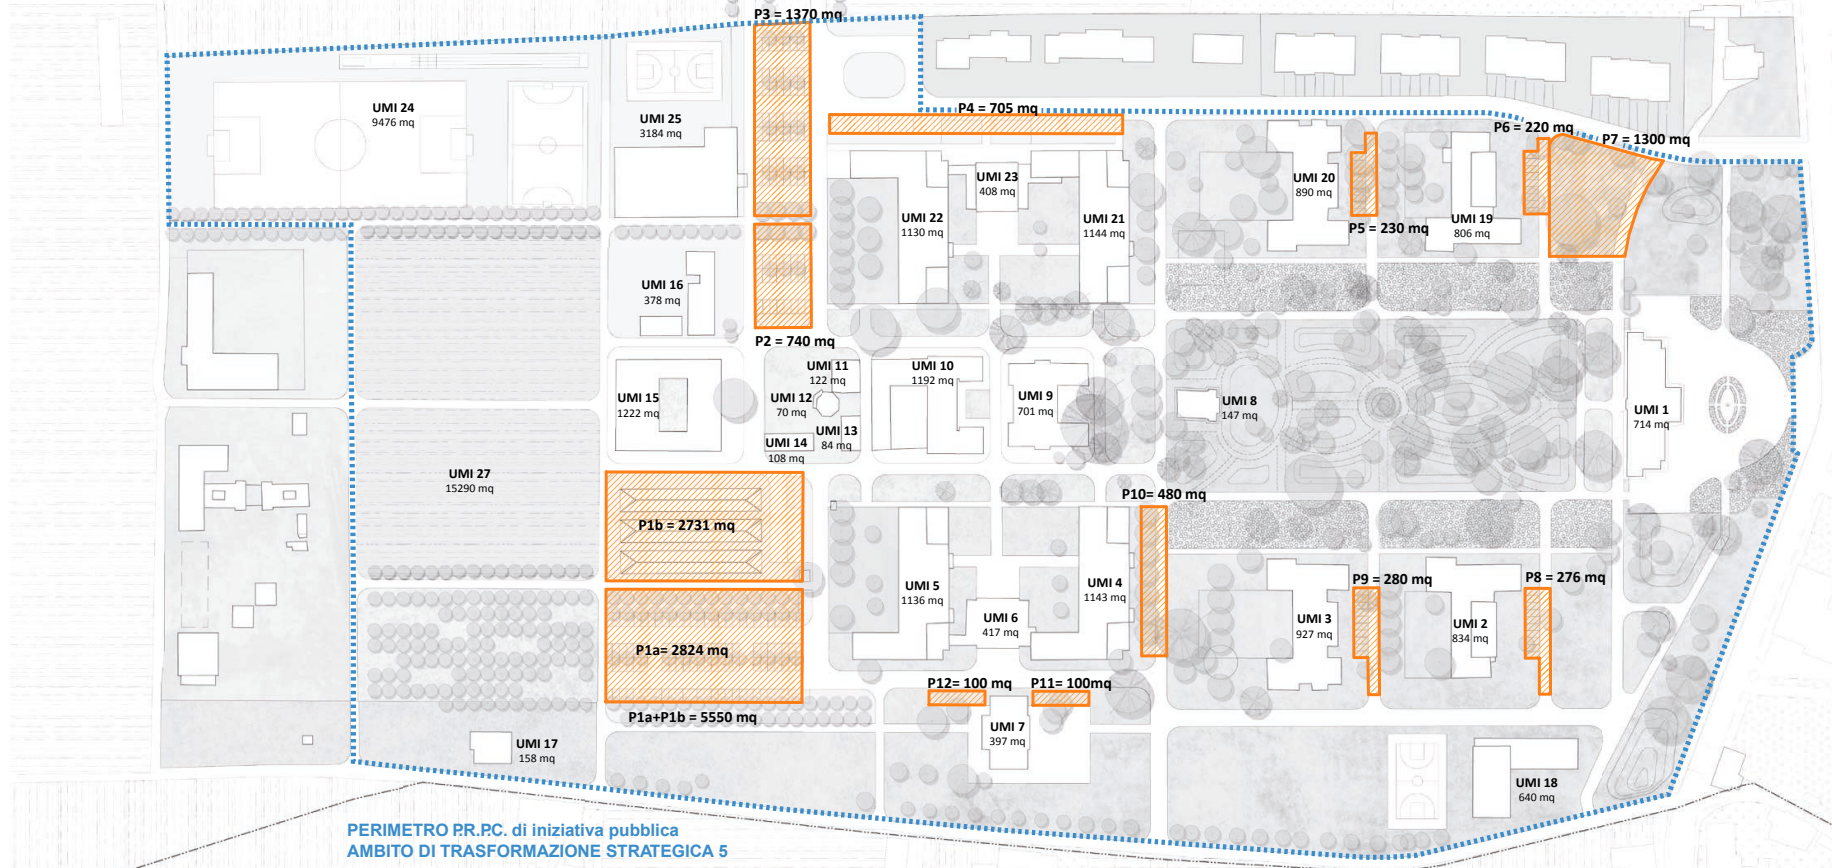 P3 = 1370 mq
UMI 24
9476 mq
UMI 25
3184 mq
P4 = 705 mq
P6 = 220 mq
P7 = 1300 mq
UMI 23
408 mq
UMI 20
890 mq
UMI 22
1130 mq
UMI 21
1144 mq
UMI 19
806 mq
P5 = 230 mq
UMI 16
378 mq
P2 = 740 mq
UMI 11
122 mq
UMI 10
1192 mq
UMI 15
1222 mq
UMI 12
70 mq
UMI 9
701 mq
UMI 8
147 mq
UMI 1
714 mq
UMI 13
84 mq
UMI 14
108 mq
UMI 27
15290 mq
P10= 480 mq
P1b = 2731 mq
UMI 5
1136 mq
UMI 4
1143 mq
P9 = 280 mq
P8 = 276 mq
UMI 6
417 mq
UMI 3
927 mq
UMI 2
834 mq
P1a= 2824 mq
P12= 100 mq
P11= 100mq
P1a+P1b = 5550 mq
UMI 7
397 mq
UMI 17
158 mq
UMI 18
640 mq
PERIMETRO P.R.P.C. di iniziativa pubblica
AMBITO DI TRASFORMAZIONE STRATEGICA 5